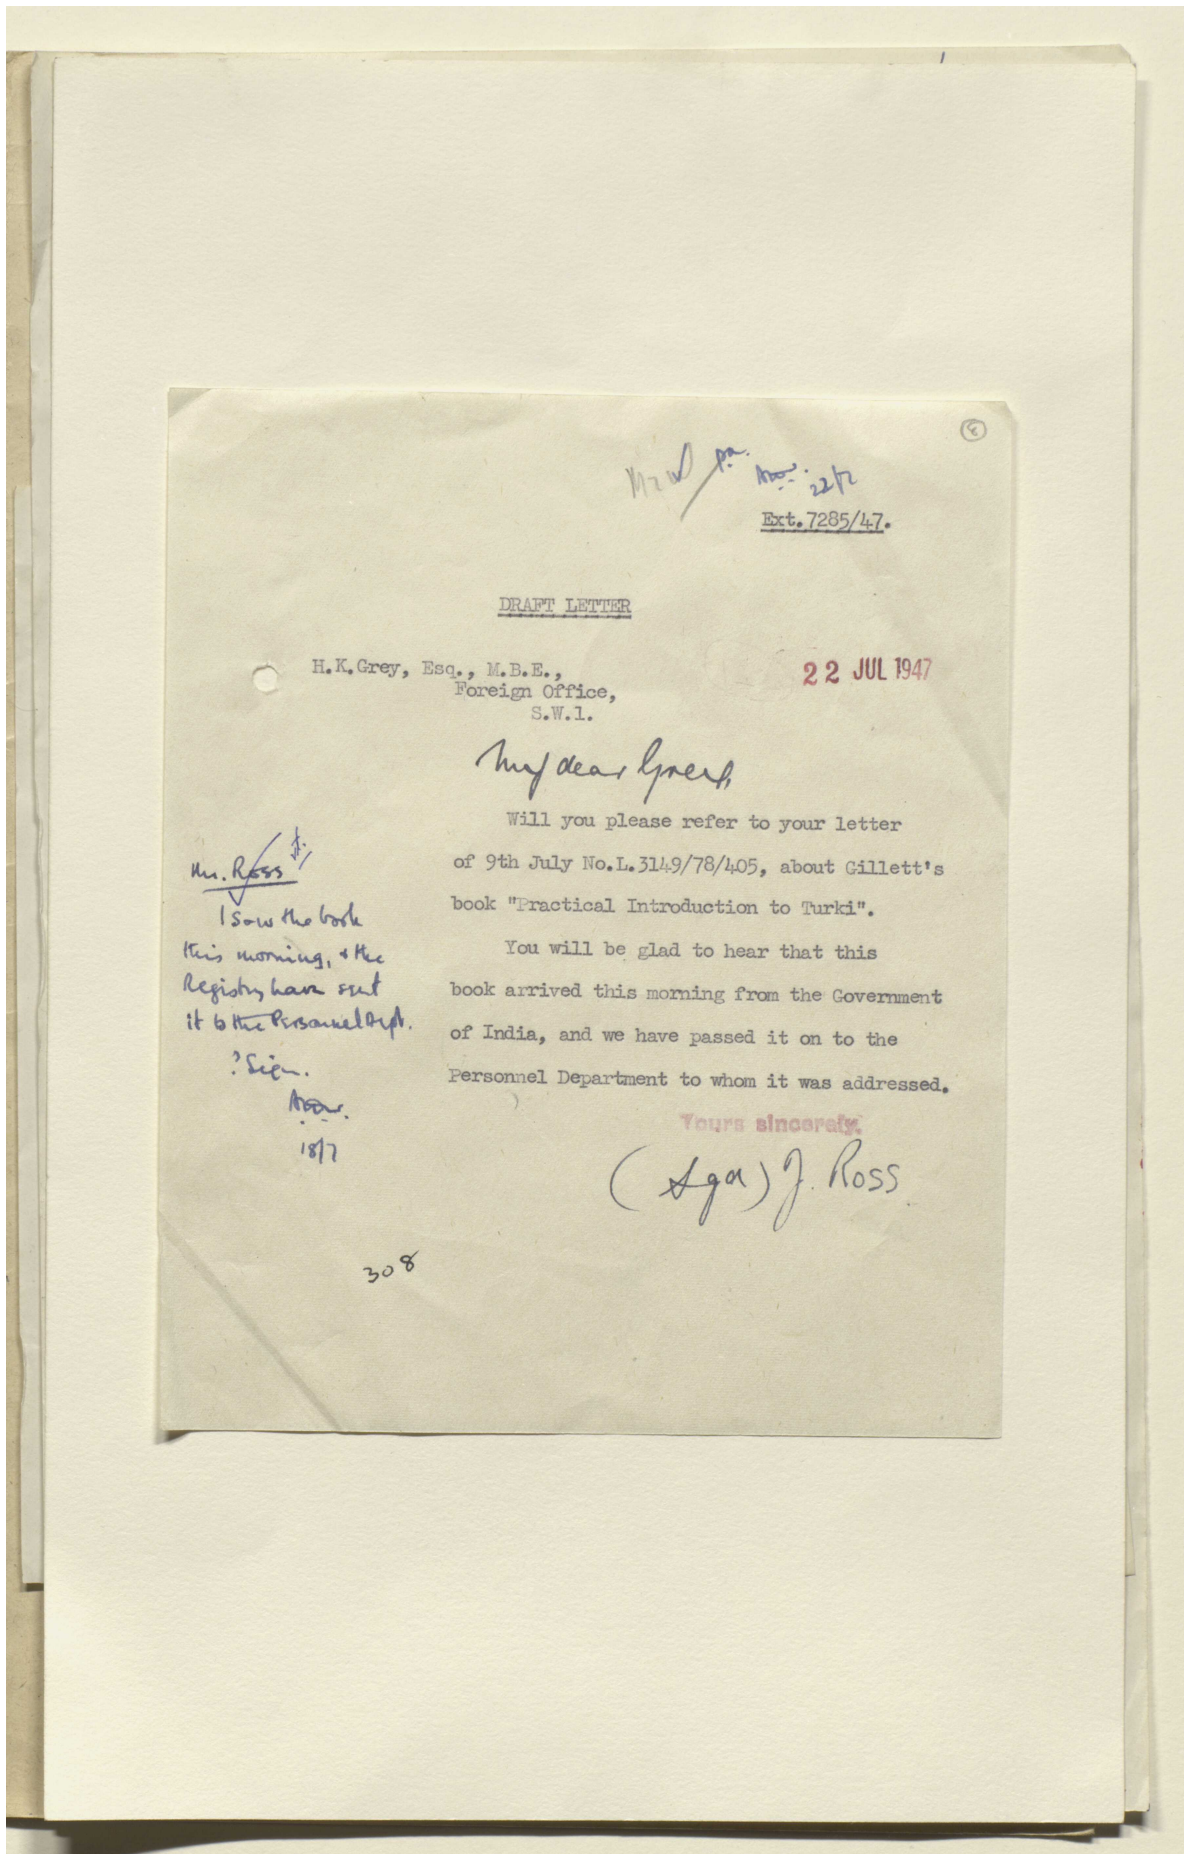 8
pa.
22/7
Ext.7285/47.
DRAFT LETTER
H.K.Grey, Esq., M.B.E.,
Foreign Office,
S.W.1.
22 JUL 1947
My dear Grey,
Will you please refer to your letter
of 9th July No.L.3149/78/405, about Gillett's
book "Practical Introduction to Turki".
You will be glad to hear that this
book arrived this morning from the Government
of India, and we have passed it on to the
Personnel Department to whom it was addressed.
Yours sincerely,
(Sgd) J. Ross
Mr. Ross
I saw the book
this morning, & the
Registry have sent
it to the Personnel Dept.
? Sign.
18/7
308